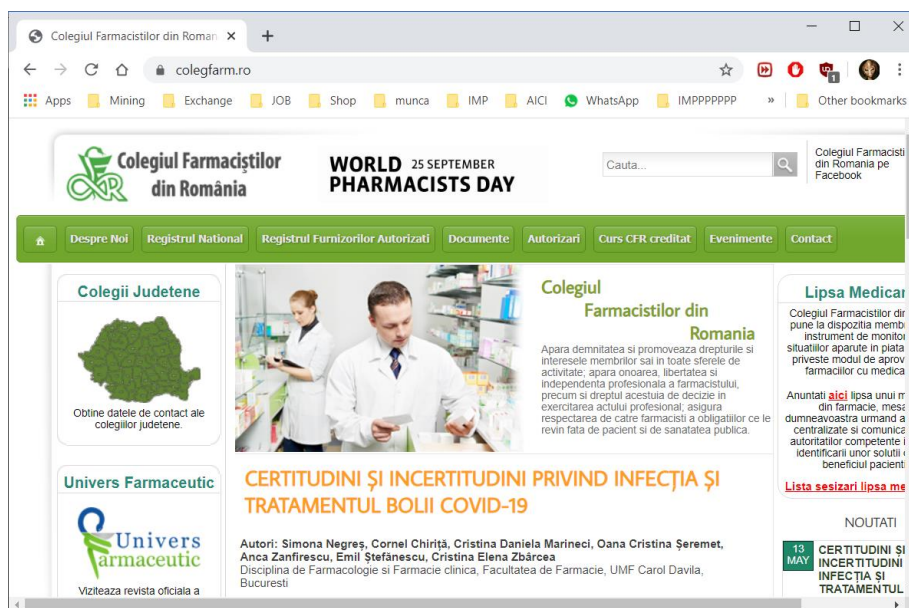 Colegiul Farmacistilor din Roman
colegfarm.ro
Apps Mining Exchange JOB Shop munca IMP AICI WhatsApp IMPPPPPPP » Other bookmarks
1
Colegiul Farmaciștilor
din România
WORLD 25 SEPTEMBER
PHARMACISTS DAY
Cauta...
Colegiul Farmacisti
din Romania pe
Facebook
Despre Noi Registrul National Registrul Furnizorilor Autorizati Documente Autorizari Curs CFR creditat Evenimente Contact
Colegii Judetene
Obtine datele de contact ale
colegiilor judetene.
Univers Farmaceutic
Univers
farmaceutic
Viziteaza revista oficiala a
Colegiul
Farmacistilor din
Romania
Apara demnitatea si promoveaza drepturile si
interesele membrilor sai in toate sferele de
activitate; apara onoarea, libertatea si
independenta profesionala a farmacistului,
precum si dreptul acestuia de decizie in
exercitarea actului profesional; asigura
respectarea de catre farmacisti a obligatiilor ce le
revin fata de pacient si de sanatatea publica.
CERTITUDINI ȘI INCERTITUDINI PRIVIND INFECȚIA ȘI
TRATAMENTUL BOLII COVID-19
Autori: Simona Negreș, Cornel Chiriță, Cristina Daniela Marineci, Oana Cristina Șeremet,
Anca Zanfirescu, Emil Ștefănescu, Cristina Elena Zbârcea
Disciplina de Farmacologie si Farmacie clinica, Facultatea de Farmacie, UMF Carol Davila,
Bucuresti
Lipsa Medicar
Colegiul Farmacistilor dir
pune la dispozitia membr
instrument de monitor
situatiilor aparute in piata
priveste modul de aprov
farmaciilor cu medica
Anuntati aici lipsa unui m
din farmacie, mesa
dumneavoastra urmand a
centralizate si comunica
autoritatilor competente i
identificarii unor solutii
beneficiul pacienti
Lista sesizari lipsa me
NOUTATI
13
MAY
CERTITUDINI ȘI
INCERTITUDINI
INFECȚIA ȘI
TRATAMENTUL